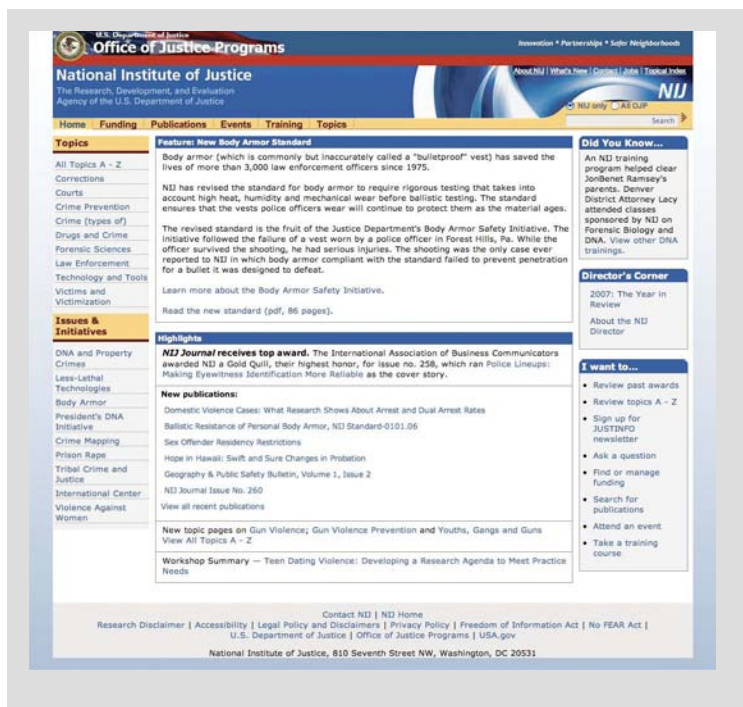 U.S. Department of Justice
Office of Justice Programs
Innovation * Partnerships * Safer Neighborhoods
National Institute of Justice
The Research, Development, and Evaluation
Agency of the U.S. Department of Justice
About NIJ | What's New | Contact | Jobs | Topical Index
NIJ
NIJ only All OJP
Search
Home Funding Publications Events Training Topics
Topics
All Topics A - Z
Corrections
Courts
Crime Prevention
Crime (types of)
Drugs and Crime
Forensic Sciences
Law Enforcement
Technology and Tools
Victims and
Victimization
Issues &
Initiatives
DNA and Property
Crimes
Less-Lethal
Technologies
Body Armor
President's DNA
Initiative
Crime Mapping
Prison Rape
Tribal Crime and
Justice
International Center
Violence Against
Women
Feature: New Body Armor Standard
Body armor (which is commonly but inaccurately called a "bulletproof" vest) has saved the
lives of more than 3,000 law enforcement officers since 1975.
NIJ has revised the standard for body armor to require rigorous testing that takes into
account high heat, humidity and mechanical wear before ballistic testing. The standard
ensures that the vests police officers wear will continue to protect them as the material ages.
The revised standard is the fruit of the Justice Department's Body Armor Safety Initiative. The
initiative followed the failure of a vest worn by a police officer in Forest Hills, Pa. While the
officer survived the shooting, he had serious injuries. The shooting was the only case ever
reported to NIJ in which body armor compliant with the standard failed to prevent penetration
for a bullet it was designed to defeat.
Learn more about the Body Armor Safety Initiative.
Read the new standard (pdf, 86 pages).
Highlights
NIJ Journal receives top award. The International Association of Business Communicators
awarded NIJ a Gold Quill, their highest honor, for issue no. 258, which ran Police Lineups:
Making Eyewitness Identification More Reliable as the cover story.
New publications:
Domestic Violence Cases: What Research Shows About Arrest and Dual Arrest Rates
Ballistic Resistance of Personal Body Armor, NIJ Standard-0101.06
Sex Offender Residency Restrictions
Hope in Hawaii: Swift and Sure Changes in Probation
Geography & Public Safety Bulletin, Volume 1, Issue 2
NIJ Journal Issue No. 260
View all recent publications
New topic pages on Gun Violence; Gun Violence Prevention and Youths, Gangs and Guns
View All Topics A - Z
Workshop Summary — Teen Dating Violence: Developing a Research Agenda to Meet Practice
Needs
Did You Know...
An NIJ training
program helped clear
JonBenet Ramsey's
parents. Denver
District Attorney Lacy
attended classes
sponsored by NIJ on
Forensic Biology and
DNA. View other DNA
trainings.
Director's Corner
2007: The Year in
Review
About the NIJ
Director
I want to...
• Review past awards
• Review topics A - Z
• Sign up for
JUSTINFO
newsletter
• Ask a question
• Find or manage
funding
• Search for
publications
• Attend an event
• Take a training
course
Contact NIJ | NIJ Home
Research Disclaimer | Accessibility | Legal Policy and Disclaimers | Privacy Policy | Freedom of Information Act | No FEAR Act |
U.S. Department of Justice | Office of Justice Programs | USA.gov
National Institute of Justice, 810 Seventh Street NW, Washington, DC 20531